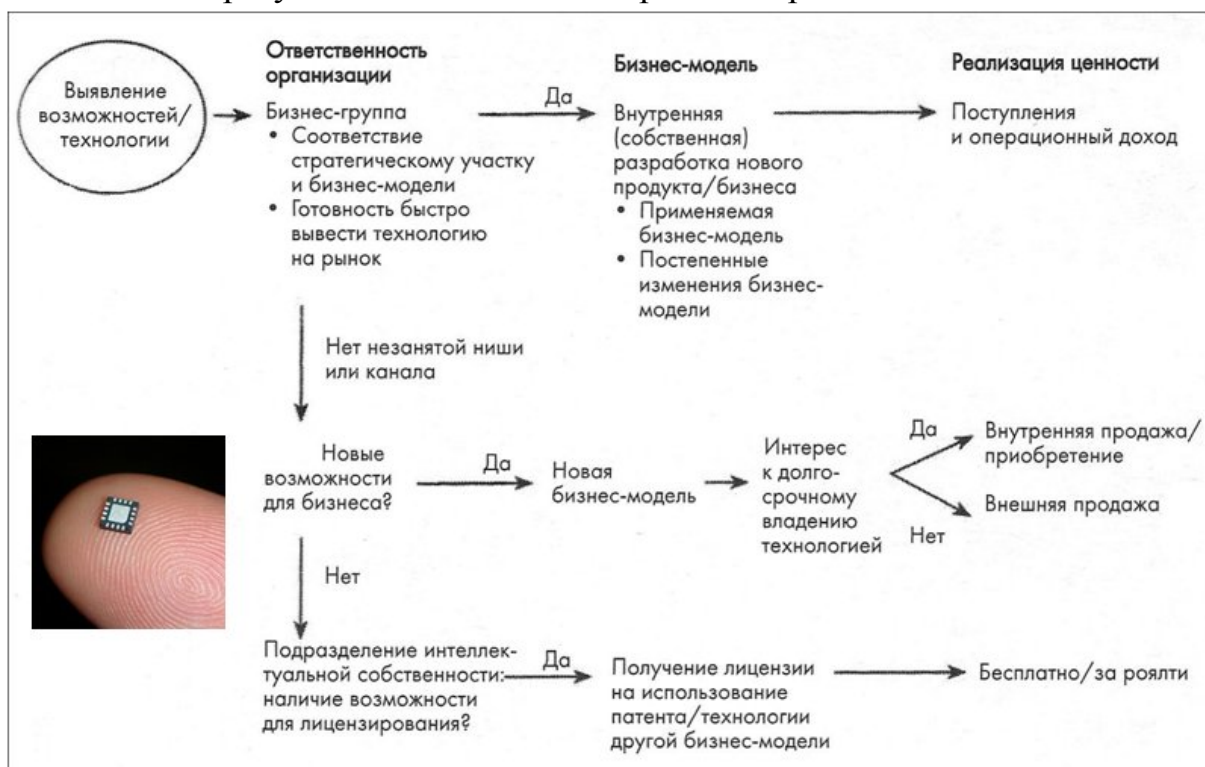 Выявление
возможностей/
технологии
Ответственность
организации
Бизнес-группа
• Соответствие
стратегическому участку
и бизнес-модели
• Готовность быстро
вывести технологию
на рынок
Да
Бизнес-модель
Внутренняя
(собственная)
разработка нового
продукта/бизнеса
• Применяемая
бизнес-модель
• Постепенные
изменения бизнес-
модели
Реализация ценности
Поступления
и операционный доход
Нет незанятой ниши
или канала
Новые
возможности
для бизнеса?
Да
Новая
бизнес-модель
Интерес
к долго-
срочному
владению
технологией
Да
Внутренняя продажа/
приобретение
Нет
Внешняя продажа
Нет
Подразделение интеллек-
туальной собственности:
наличие возможности
для лицензирования?
Да
Получение лицензии
на использование
патента/технологии
другой бизнес-модели
Бесплатно/за роялти